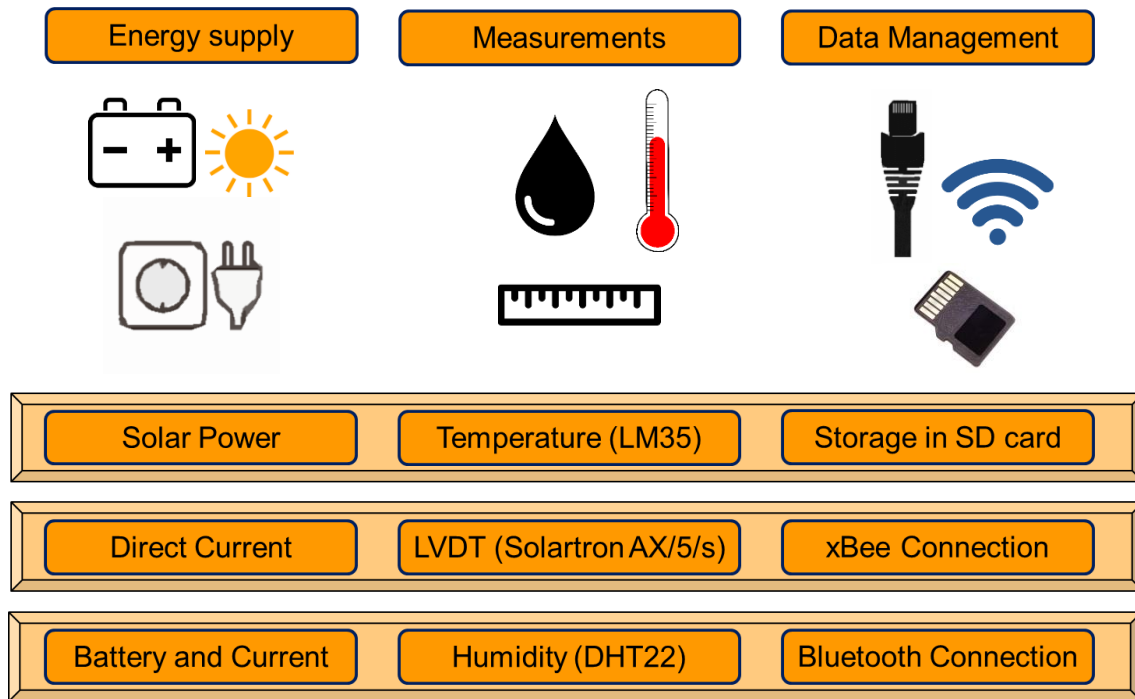 Energy supply
Measurements
Data Management
Solar Power
Temperature (LM35)
Storage in SD card
Direct Current
LVDT (Solartron AX/5/s)
xBee Connection
Battery and Current
Humidity (DHT22)
Bluetooth Connection